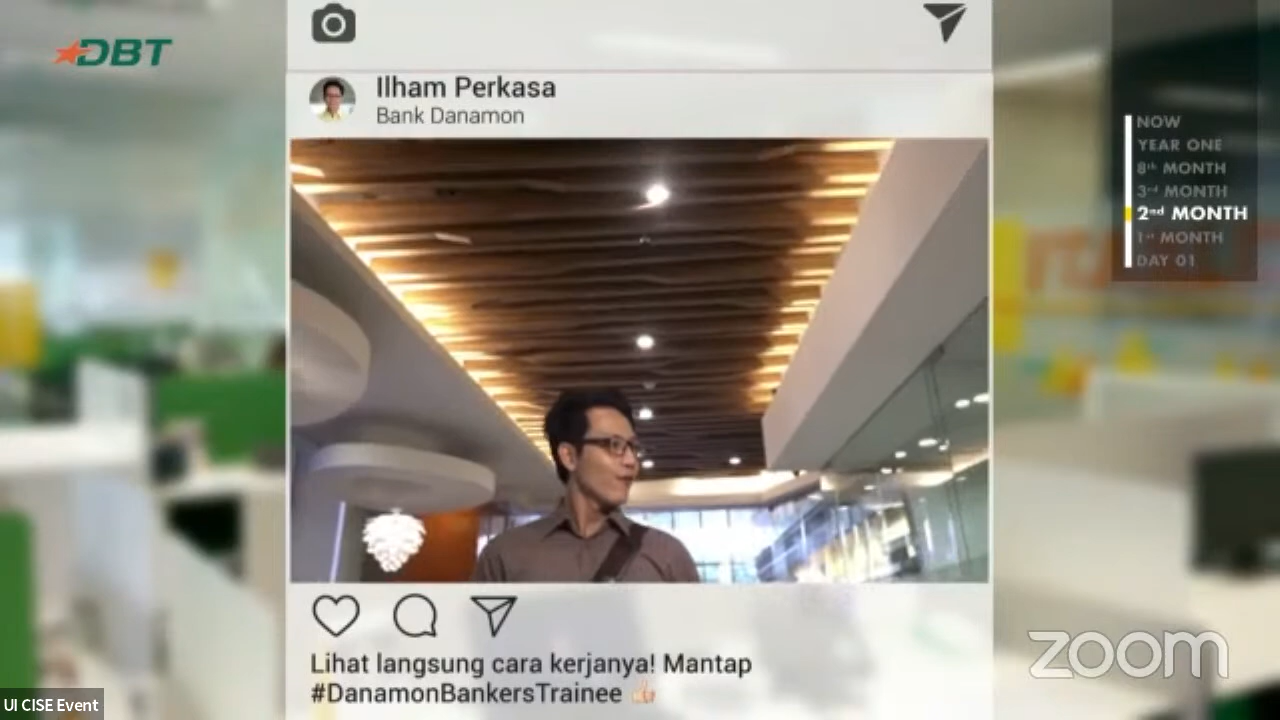 DBT
Ilham Perkasa
Bank Danamon
NOW
YEAR ONE
8th MONTH
3rd MONTH
2nd MONTH
1st MONTH
DAY 01
Lihat langsung cara kerjanya! Mantap
#DanamonBankersTrainee 👍🏻
zoom
UI CISE Event